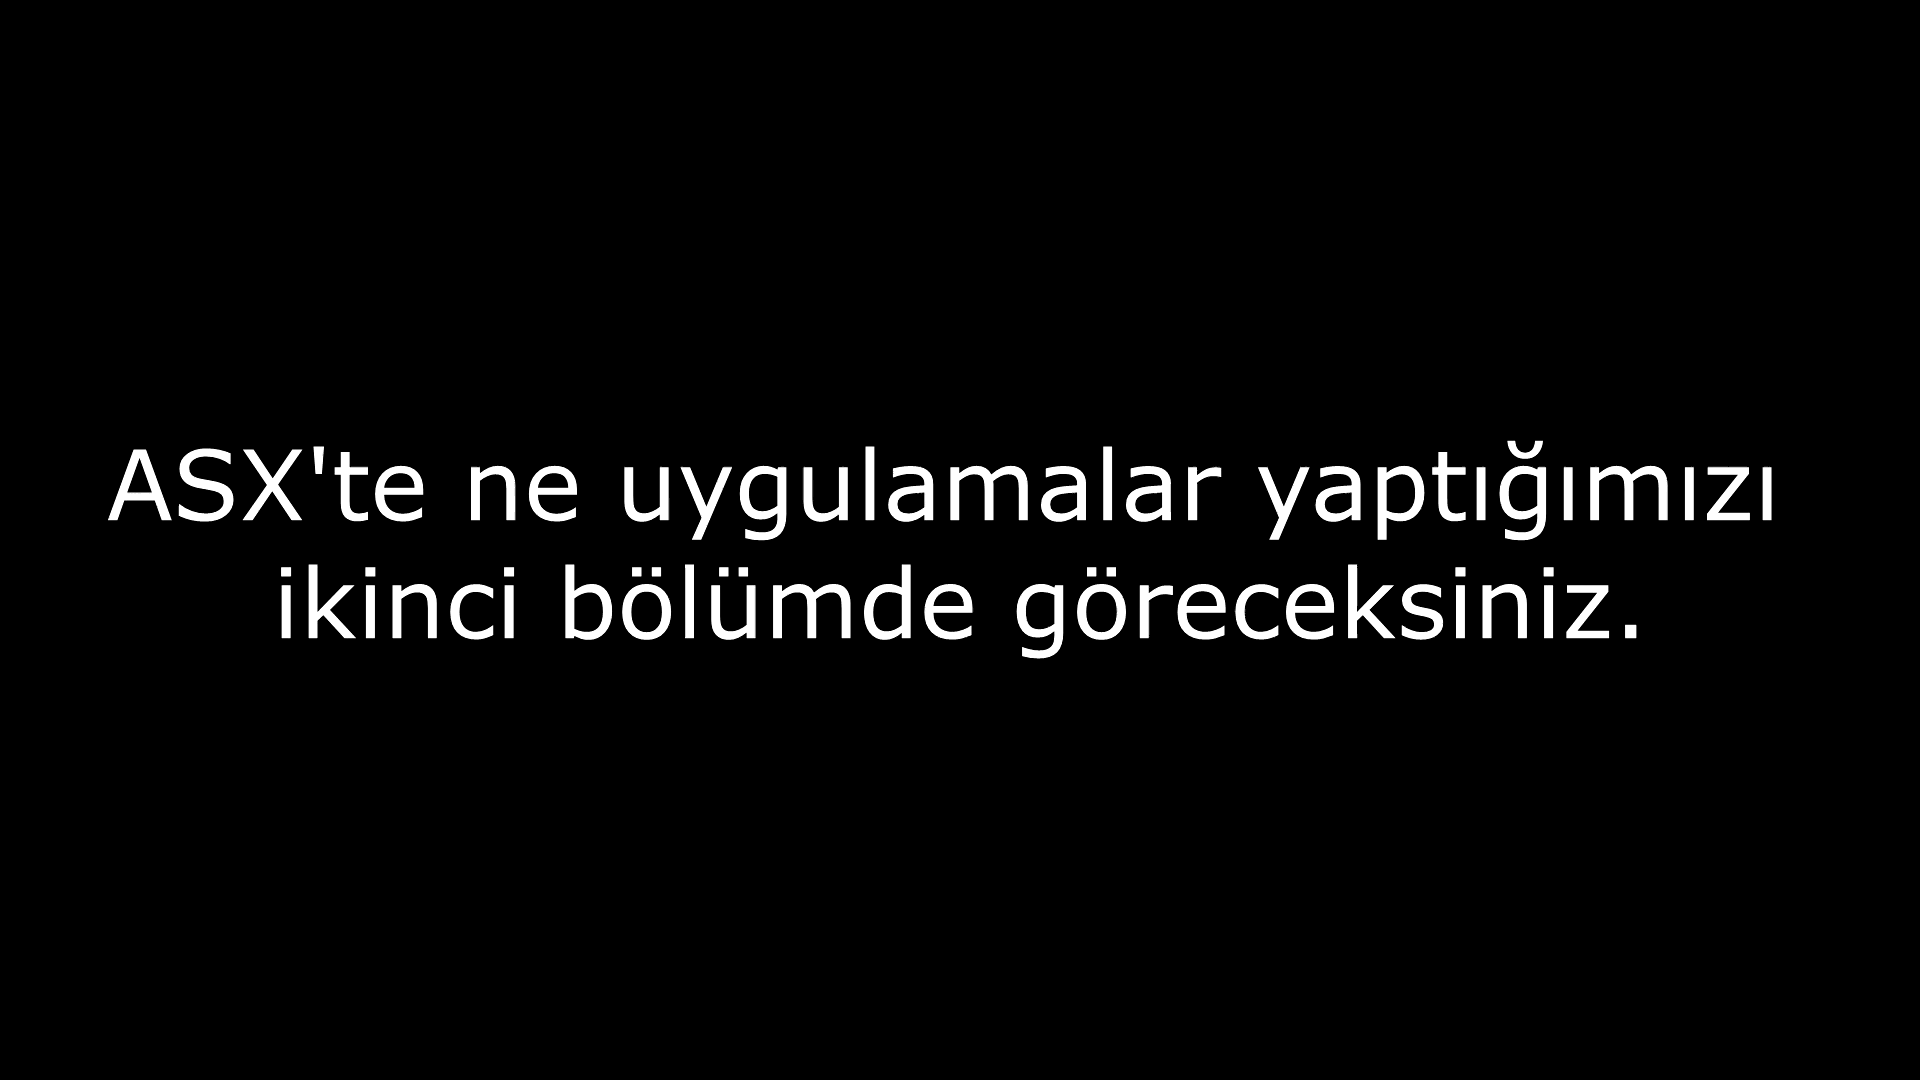 ASX'te ne uygulamalar yaptığımızı
ikinci bölümde göreceksiniz.